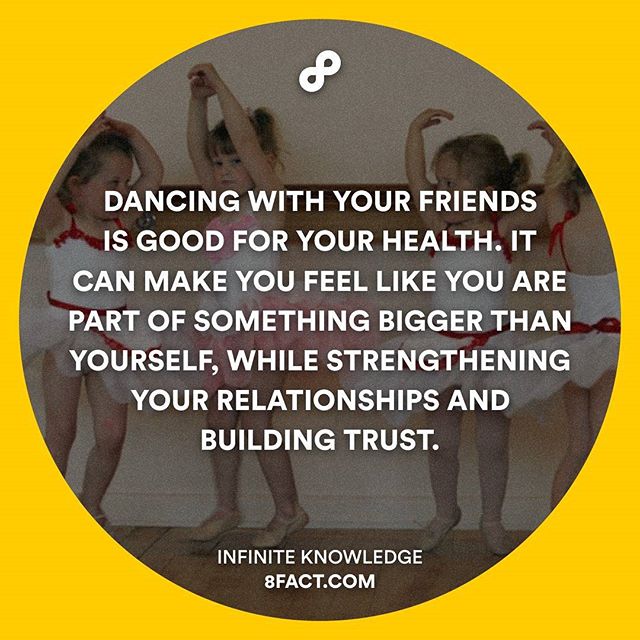 DANCING WITH YOUR FRIENDS
IS GOOD FOR YOUR HEALTH. IT
CAN MAKE YOU FEEL LIKE YOU ARE
PART OF SOMETHING BIGGER THAN
YOURSELF, WHILE STRENGTHENING
YOUR RELATIONSHIPS AND
BUILDING TRUST.
INFINITE KNOWLEDGE
8FACT.COM